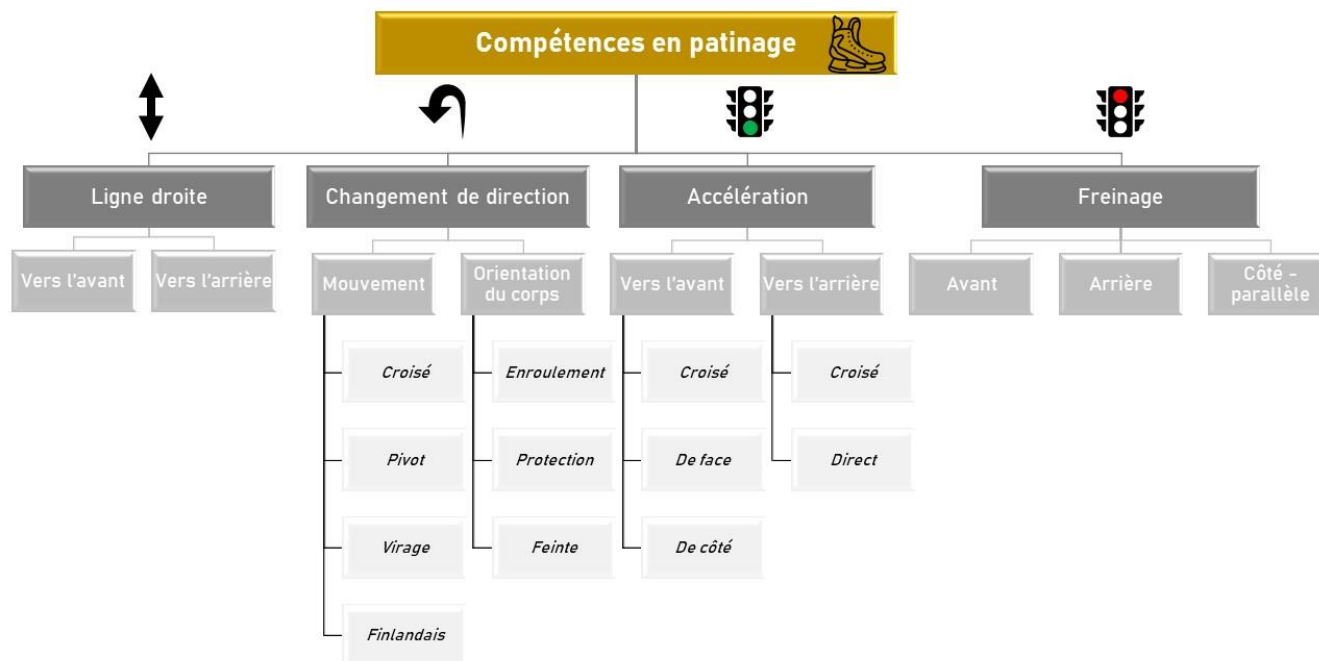 Compétences en patinage
Ligne droite
Changement de direction
Accélération
Freinage
Vers l'avant
Vers l'arrière
Mouvement
Orientation
du corps
Vers l'avant
Vers l'arrière
Avant
Arrière
Côté -
parallèle
Croisé
Enroulement
Croisé
Croisé
Pivot
Protection
De face
Direct
Virage
Feinte
De côté
Finlandais